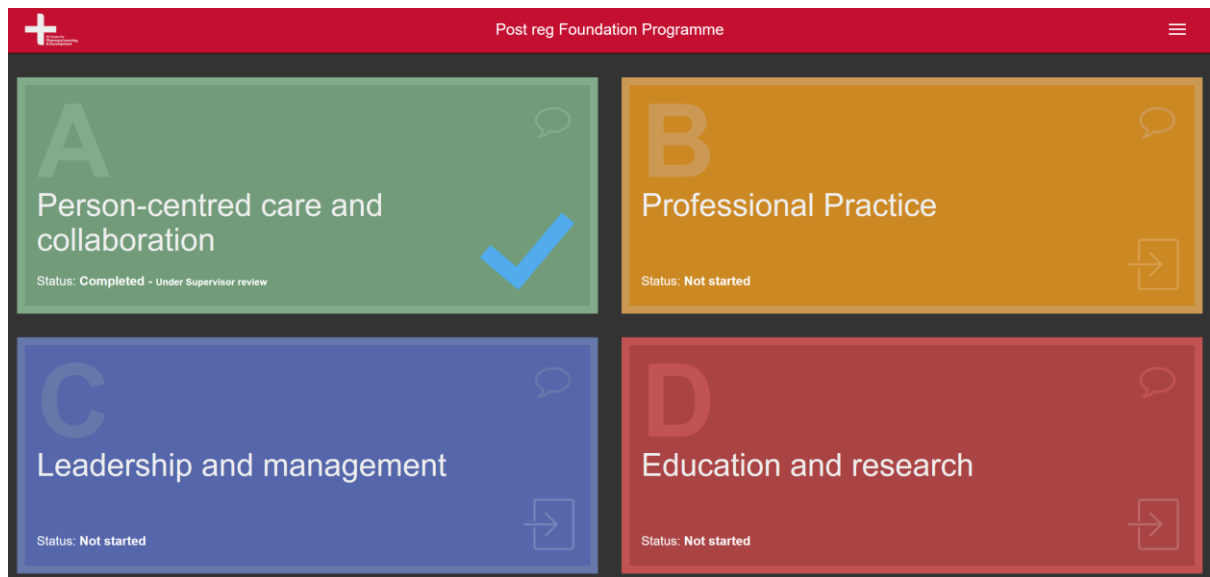 Post reg Foundation Programme
A
Person-centred care and
collaboration
Status: Completed - Under Supervisor review
B
Professional Practice
Status: Not started
C
Leadership and management
Status: Not started
D
Education and research
Status: Not started